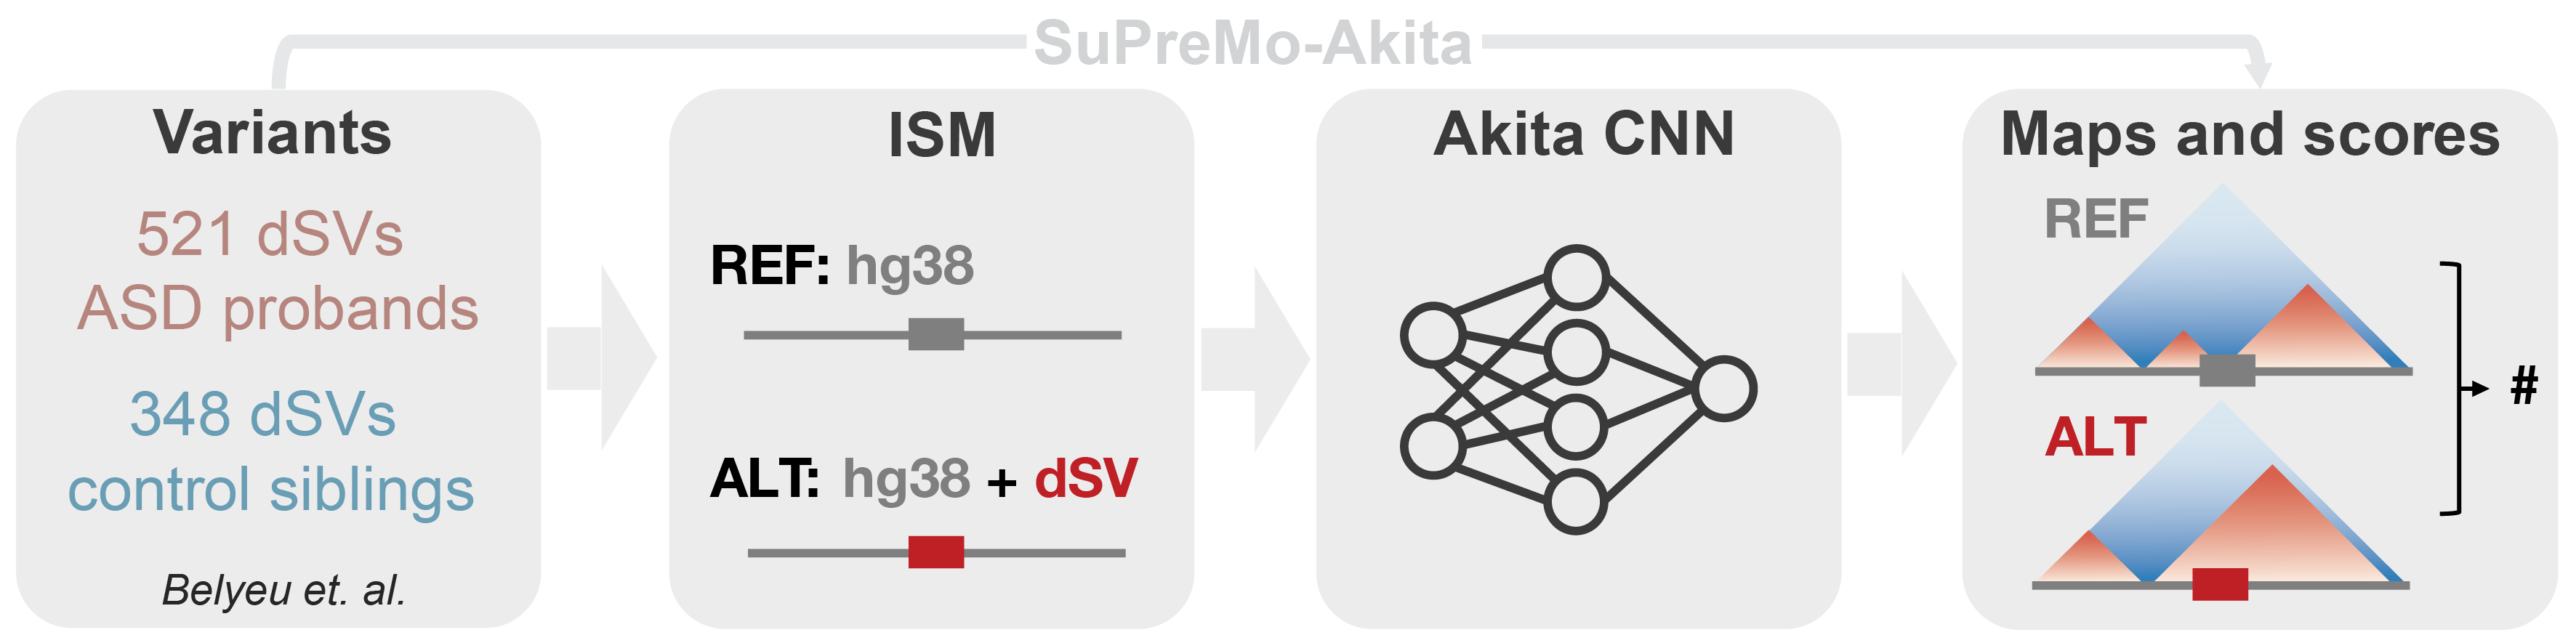 SuPreMo-Akita
Variants
521 dSVs
ASD probands
348 dSVs
control siblings
Belyeu et. al.
ISM
REF: hg38
ALT: hg38 + dSV
Akita CNN
Maps and scores
REF
ALT
#